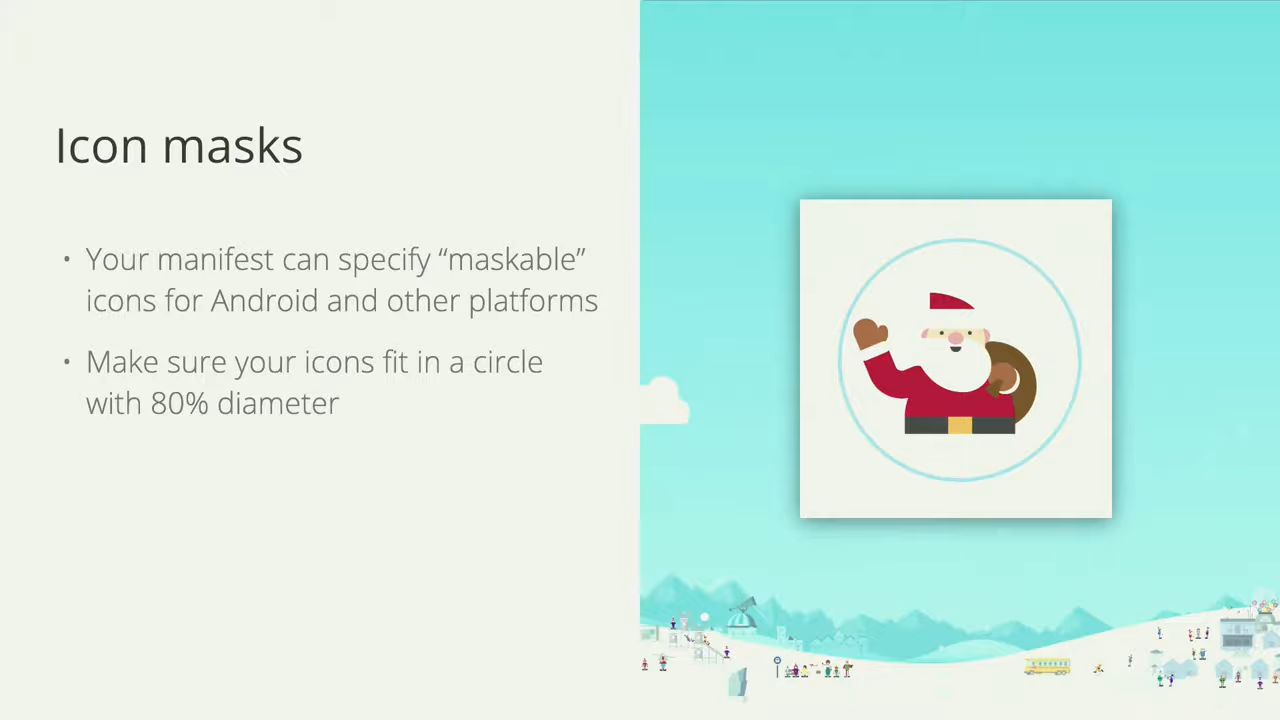 Icon masks
• Your manifest can specify “maskable”
icons for Android and other platforms
• Make sure your icons fit in a circle
with 80% diameter